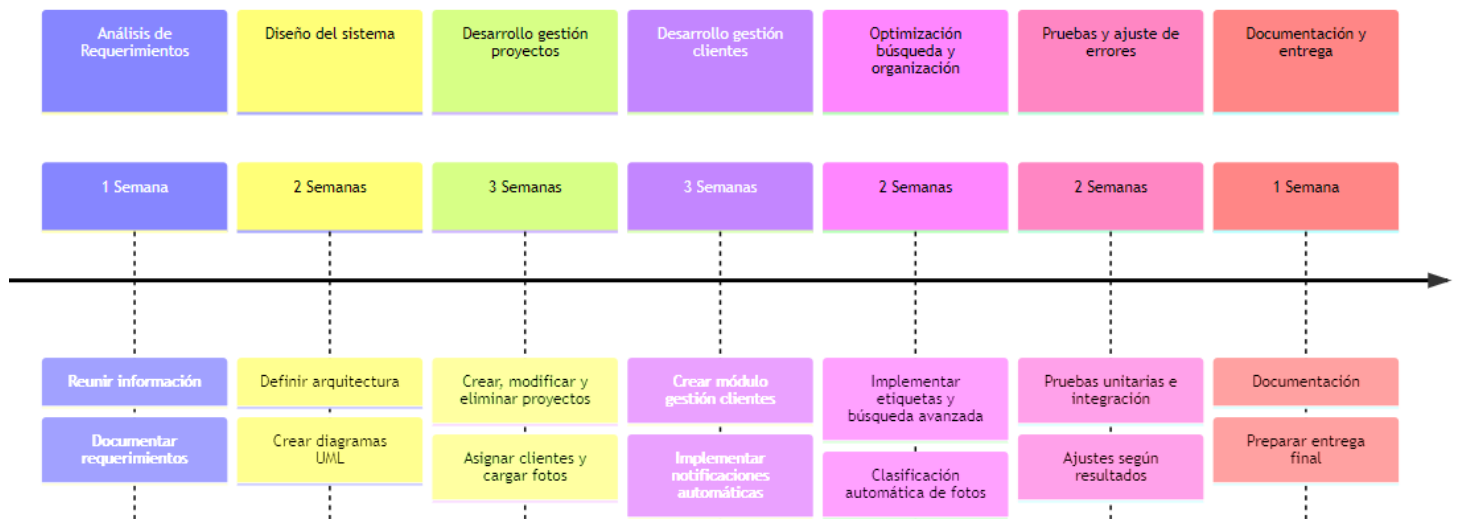 Análisis de
Requerimientos
Diseño del sistema
Desarrollo gestión
proyectos
Desarrollo gestión
clientes
Optimización
búsqueda y
organización
Pruebas y ajuste de
errores
Documentación y
entrega
1 Semana
2 Semanas
3 Semanas
3 Semanas
2 Semanas
2 Semanas
1 Semana
Reunir información
Documentar
requerimientos
Definir arquitectura
Crear diagramas
UML
Crear, modificar y
eliminar proyectos
Asignar clientes y
cargar fotos
Crear módulo
gestión clientes
Implementar
notificaciones
automáticas
Implementar
etiquetas y
búsqueda avanzada
Clasificación
automática de fotos
Pruebas unitarias e
integración
Ajustes según
resultados
Documentación
Preparar entrega
final